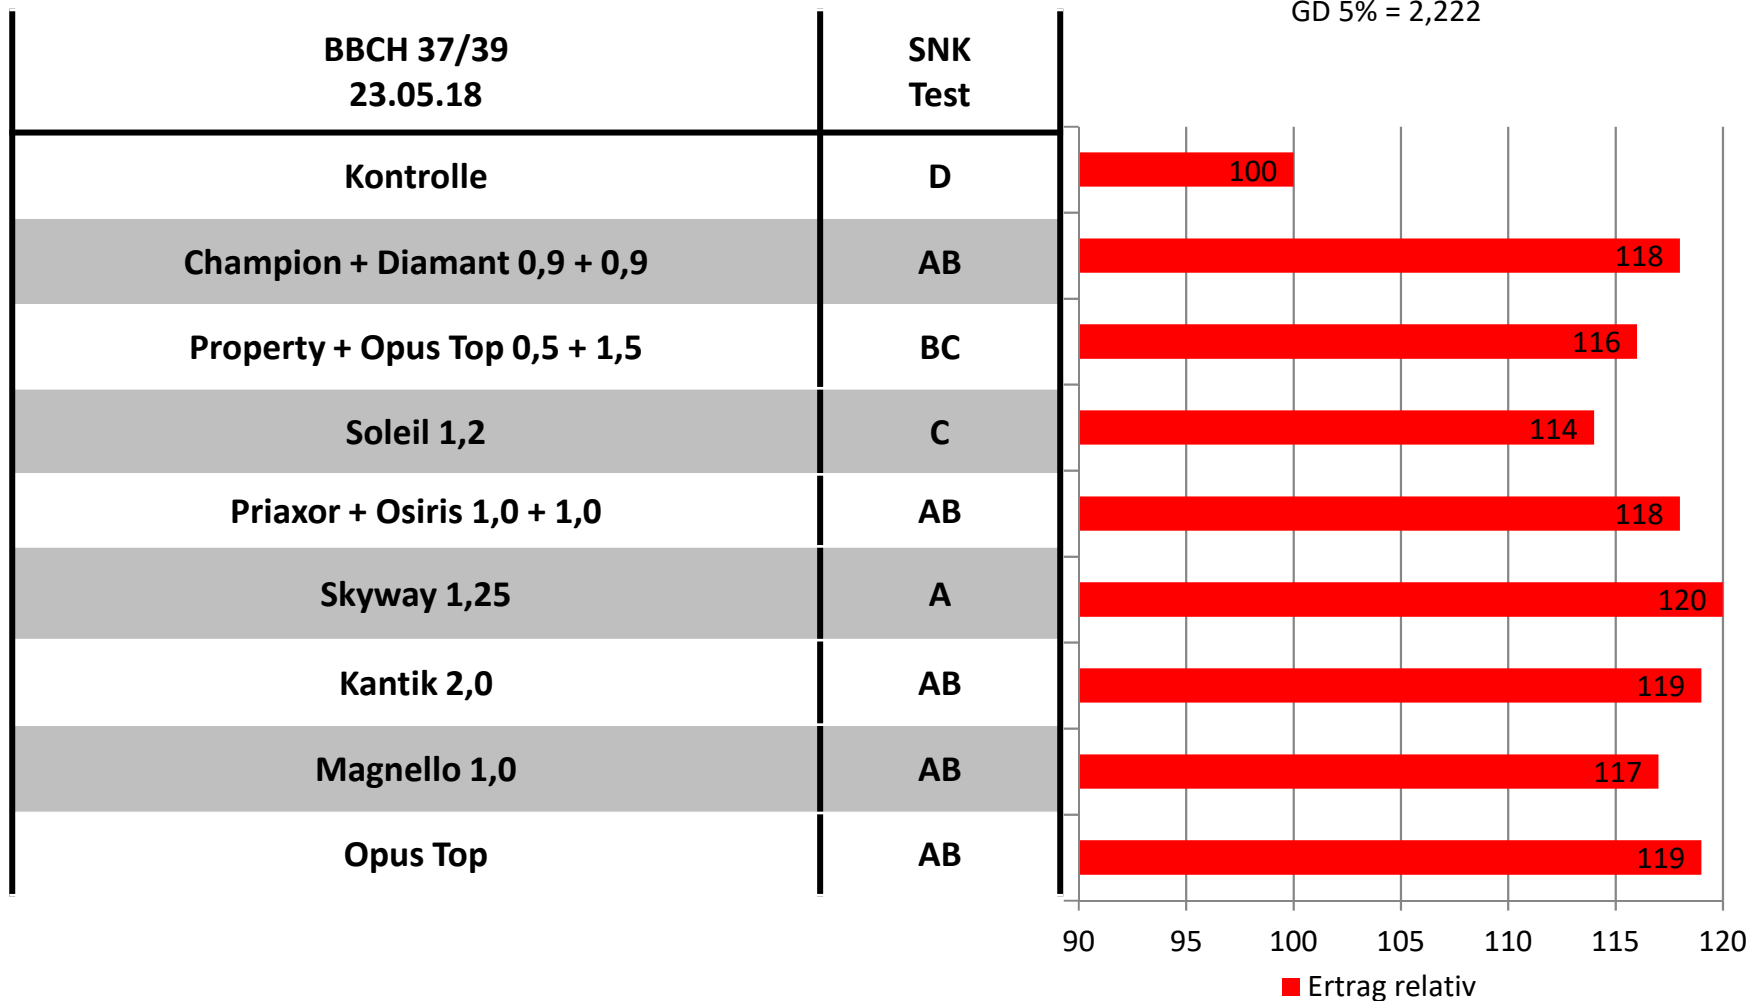 GD 5% = 2,222
BBCH 37/39
23.05.18
SNK
Test
Kontrolle
D
100
Champion + Diamant 0,9 + 0,9
AB
118
Property + Opus Top 0,5 + 1,5
BC
116
Soleil 1,2
C
114
Priaxor + Osiris 1,0 + 1,0
AB
118
Skyway 1,25
A
120
Kantik 2,0
AB
119
Magnello 1,0
AB
117
Opus Top
AB
119
90 95 100 105 110 115 120
Ertrag relativ